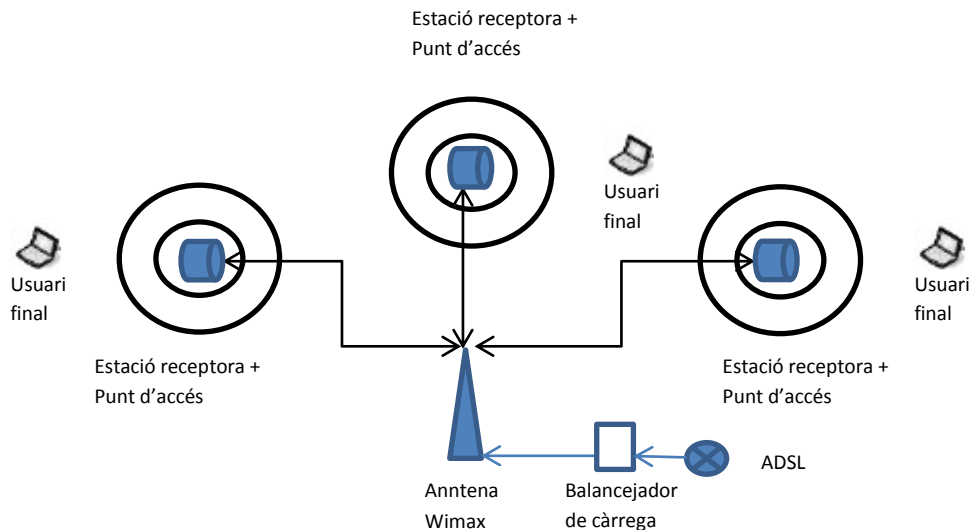 Estació receptora +
Punt d’accés
Usuari
final
Usuari
final
Usuari
final
Estació receptora +
Punt d’accés
Estació receptora +
Punt d’accés
ADSL
Anntena
Wimax
Balancejador
de càrrega